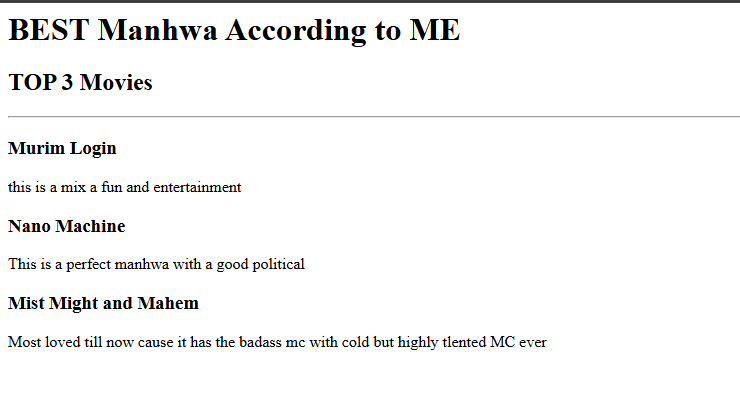 BEST Manhwa According to ME
TOP 3 Movies
Murim Login
this is a mix a fun and entertainment
Nano Machine
This is a perfect manhwa with a good political
Mist Might and Mahem
Most loved till now cause it has the badass mc with cold but highly tlented MC ever